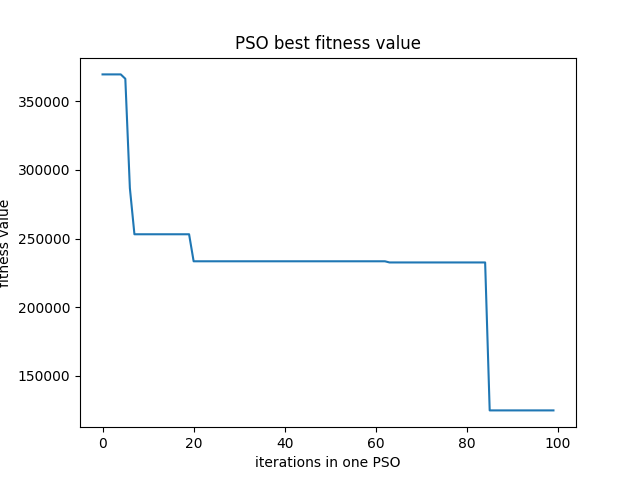 PSO best fitness value
fitness value
350000
300000
250000
200000
150000
0 20 40 60 80 100
iterations in one PSO